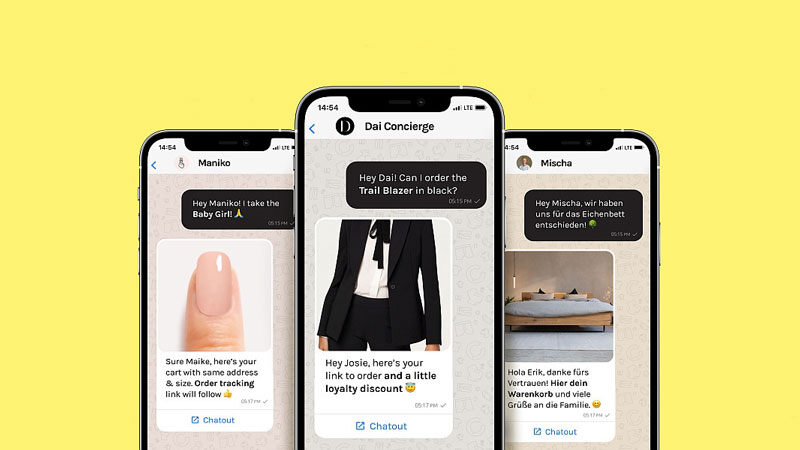 14:54
Maniko
Hey Maniko! I take the
Baby Girl! 🙏
05:15 PM
Sure Maike, here's your
cart with same address
& size. Order tracking
link will follow 👍
05:17 PM
Chatout
14:54
LTE
D
Dai Concierge
Hey Dai! Can I order the
Trail Blazer in black?
05:15 PM
Hey Josie, here's your
link to order and a little
loyalty discount 😇
05:17 PM
Chatout
14:54
LTE
Mischa
Hey Mischa, wir haben
uns für das Eichenbett
entschieden! 🌳
05:15 PM
Hola Erik, danke fürs
Vertrauen! Hier dein
Warenkorb und viele
Grüße an die Familie. 😊
05:17 PM
Chatout